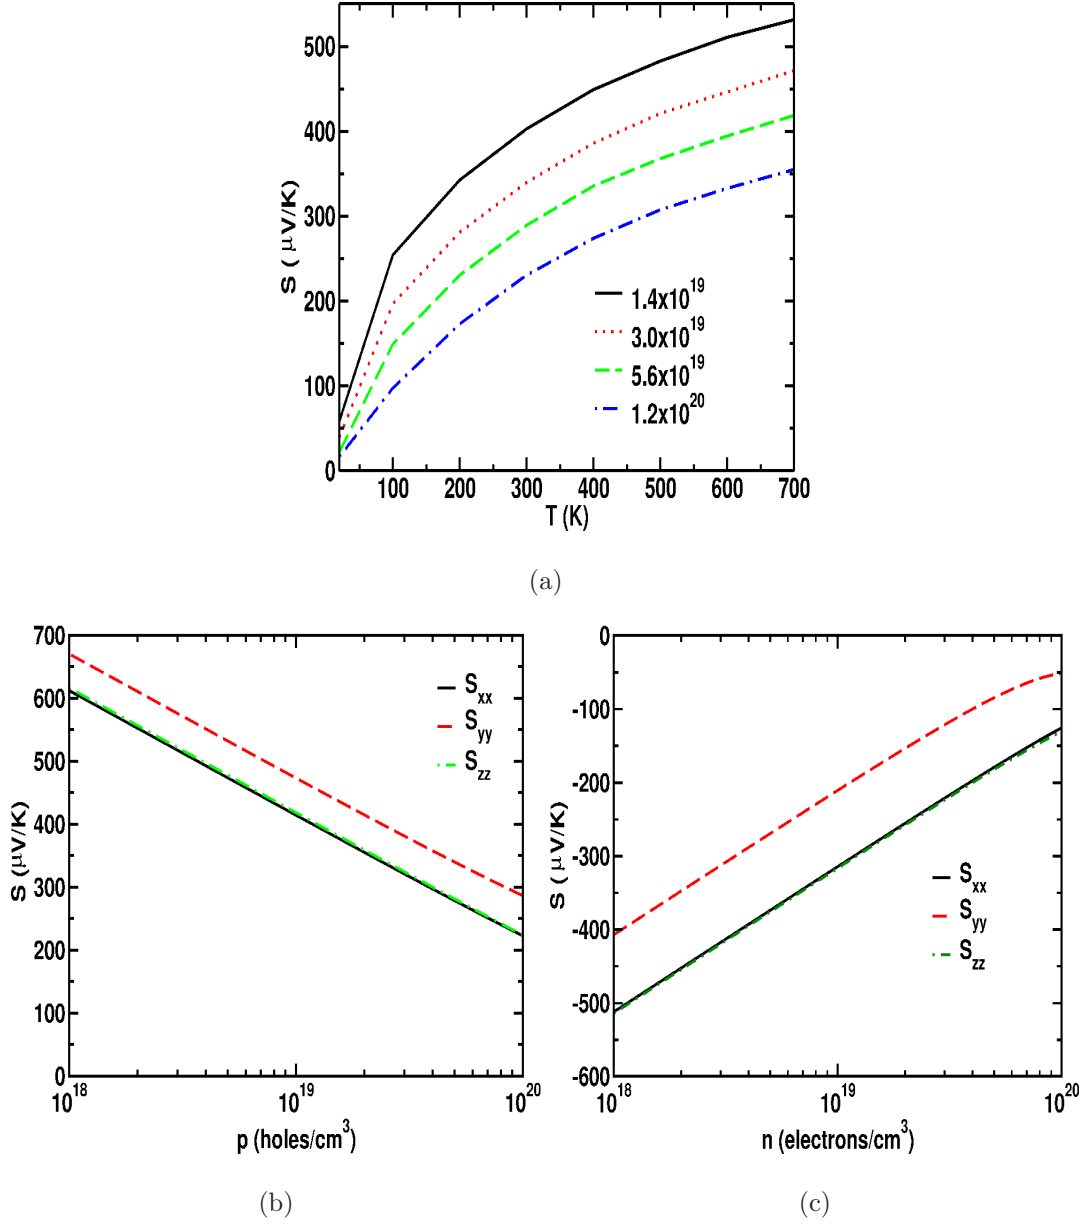 500
400
300
200
100
0
S ( μV/K)
1.4x10^19
3.0x10^19
5.6x10^19
1.2x10^20
100 200 300 400 500 600 700
T (K)
(a)
700
600
500
400
300
200
100
0
S ( μV/K)
S_xx
S_yy
S_zz
10^18 10^19 10^20
p (holes/cm^3)
(b)
0
-100
-200
-300
-400
-500
-600
S ( μV/K)
S_xx
S_yy
S_zz
10^18 10^19 10^20
n (electrons/cm^3)
(c)